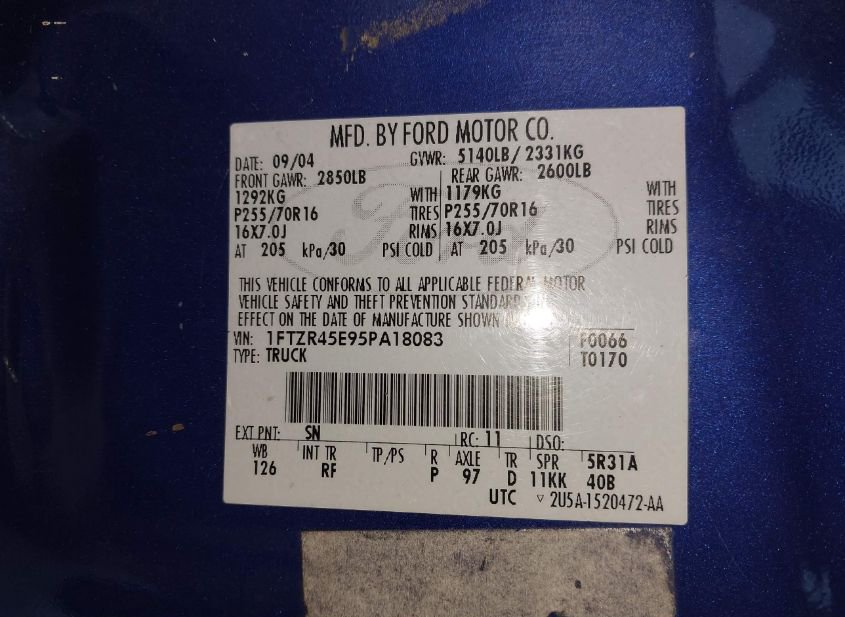 MFD. BY FORD MOTOR CO.
DATE: 09/04 GVWR: 5140LB/ 2331KG
FRONT GAWR: 2850LB REAR GAWR: 2600LB
1292KG WITH 1179KG WITH
P255/70R16 TIRES P255/70R16 TIRES
16X7.0J RIMS 16X7.0J RIMS
AT 205 kPa/30 PSI COLD AT 205 kPa/30 PSI COLD
THIS VEHICLE CONFORMS TO ALL APPLICABLE FEDERAL MOTOR
VEHICLE SAFETY AND THEFT PREVENTION STANDARDS
EFFECT ON THE DATE OF MANUFACTURE SHOWN
VIN: 1FTZR45E95PA18083 F0066
TYPE: TRUCK T0170
EXT PNT: SN RC: 11 DSO:
WB INT TR TP/PS R AXLE TR SPR 5R31A
126 RF P 97 D 11KK 40B
UTC ▽ 2U5A-1520472-AA